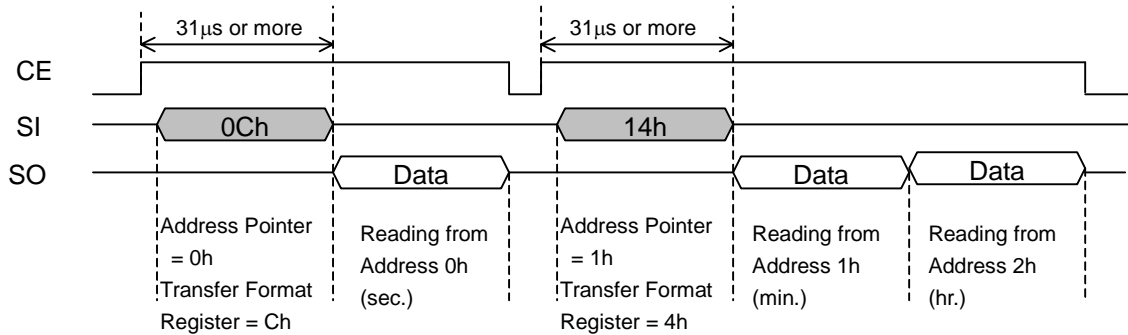 31μs or more
31μs or more
CE
SI
0Ch
14h
SO
Data
Data
Data
Address Pointer
= 0h
Transfer Format
Register = Ch
Reading from
Address 0h
(sec.)
Address Pointer
= 1h
Transfer Format
Register = 4h
Reading from
Address 1h
(min.)
Reading from
Address 2h
(hr.)